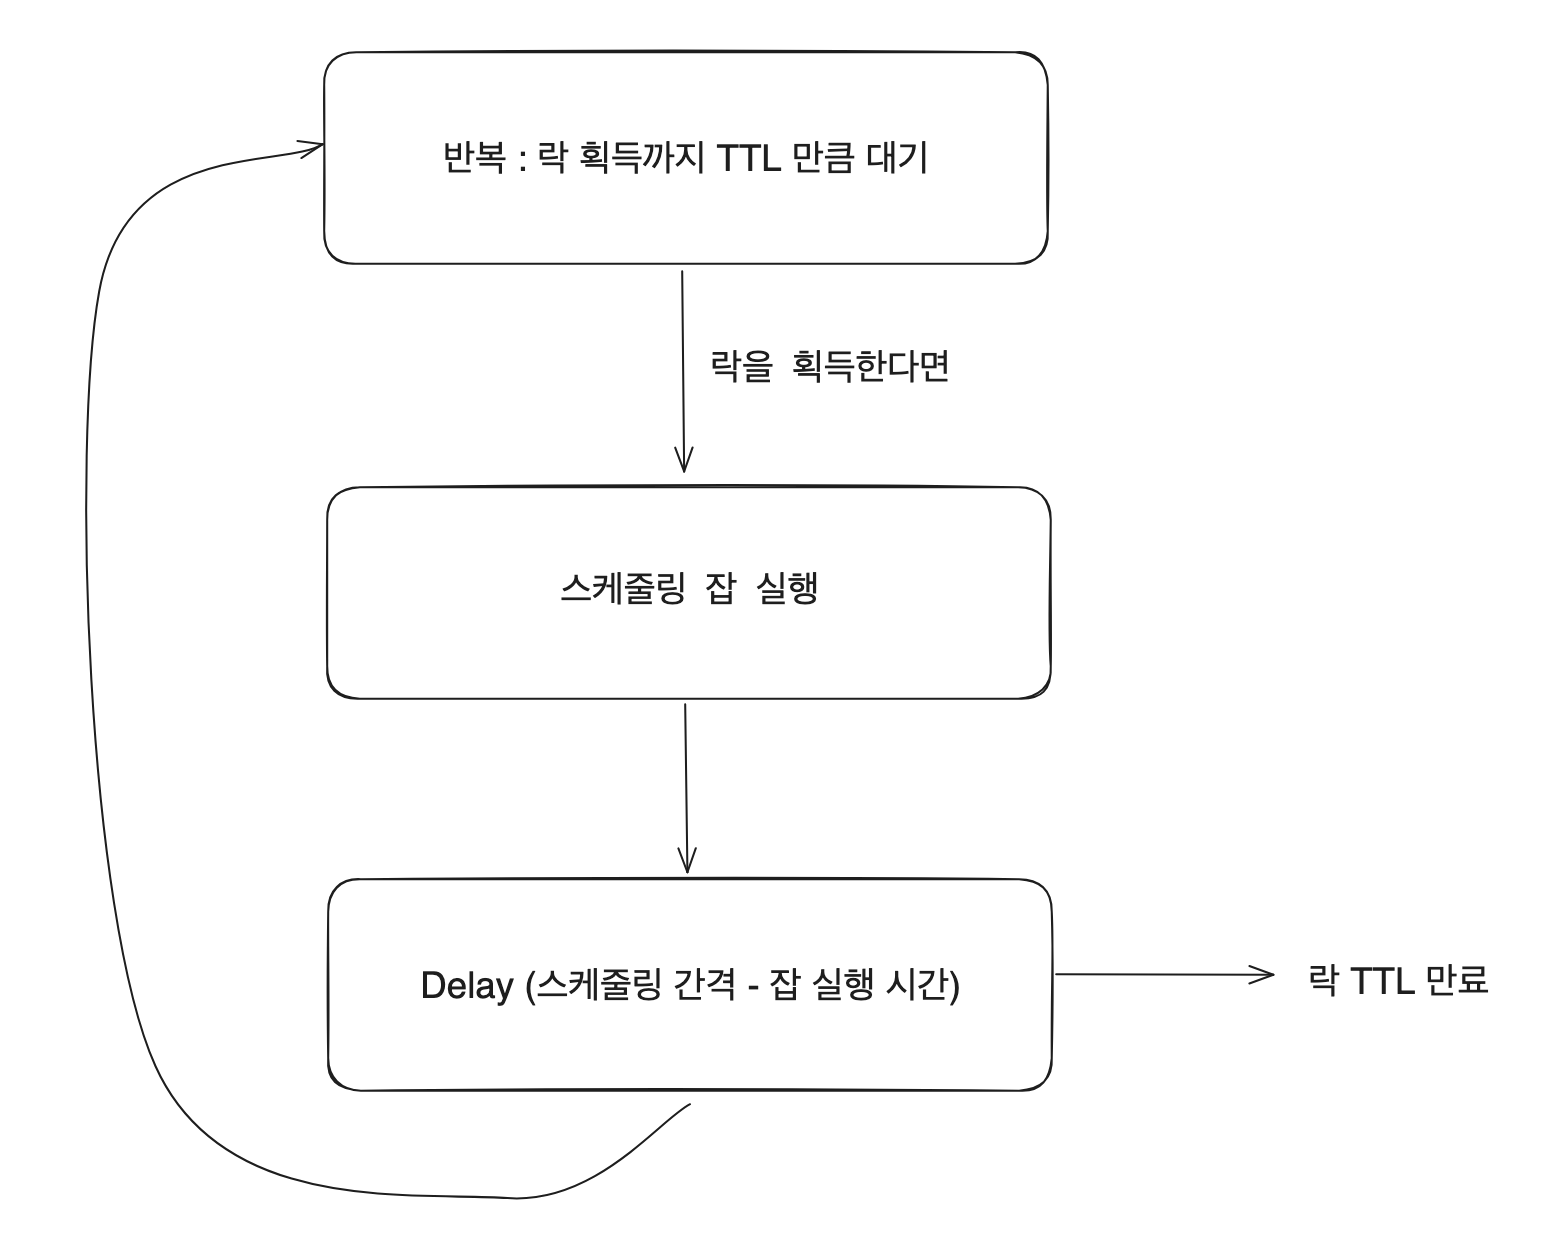 반복 : 락 획득까지 TTL 만큼 대기
락을 획득한다면
스케줄링 잡 실행
Delay (스케줄링 간격 - 잡 실행 시간)
락 TTL 만료